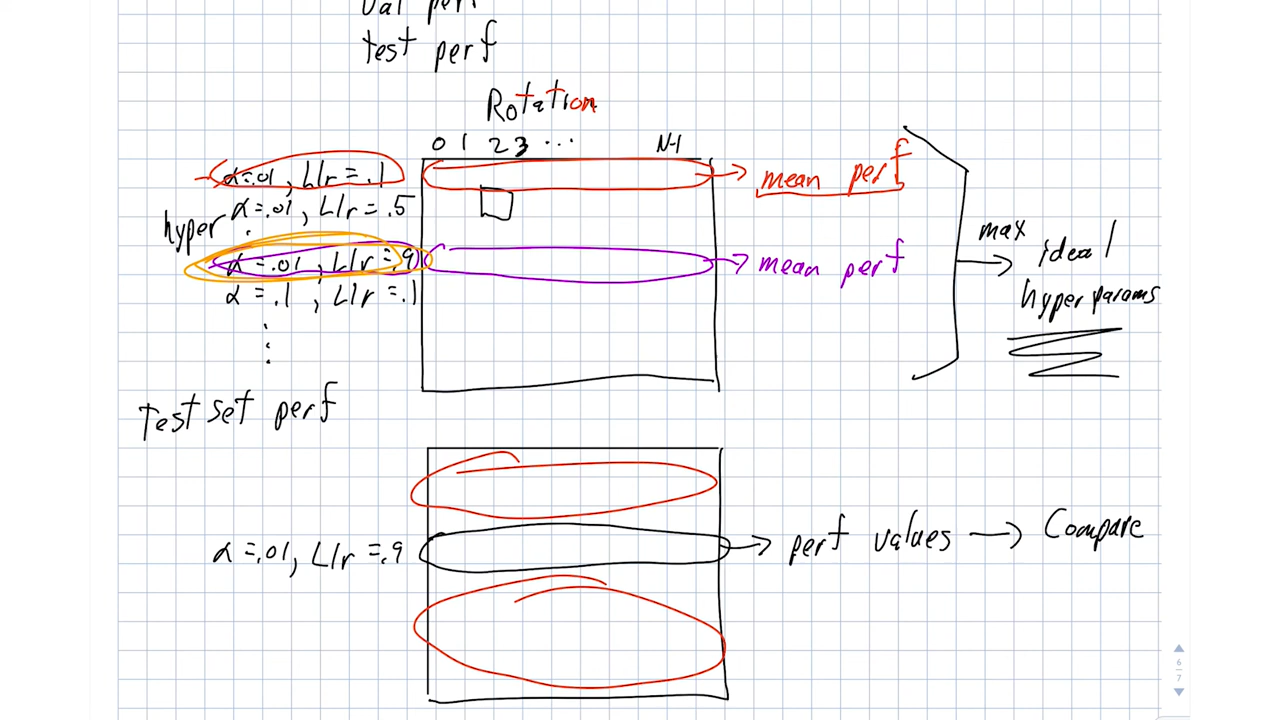 val perf
test perf
Rotation
0 1 2 3 ... N-1
α=.01, L1r=.1
mean perf
α=.01, L1r=.5
hyper
α=.01, L1r=.9
mean perf
max
ideal
hyperparams
α=.1, L1r=.1
Test set perf
α=.01, L1r=.9
perf values → Compare
6
7